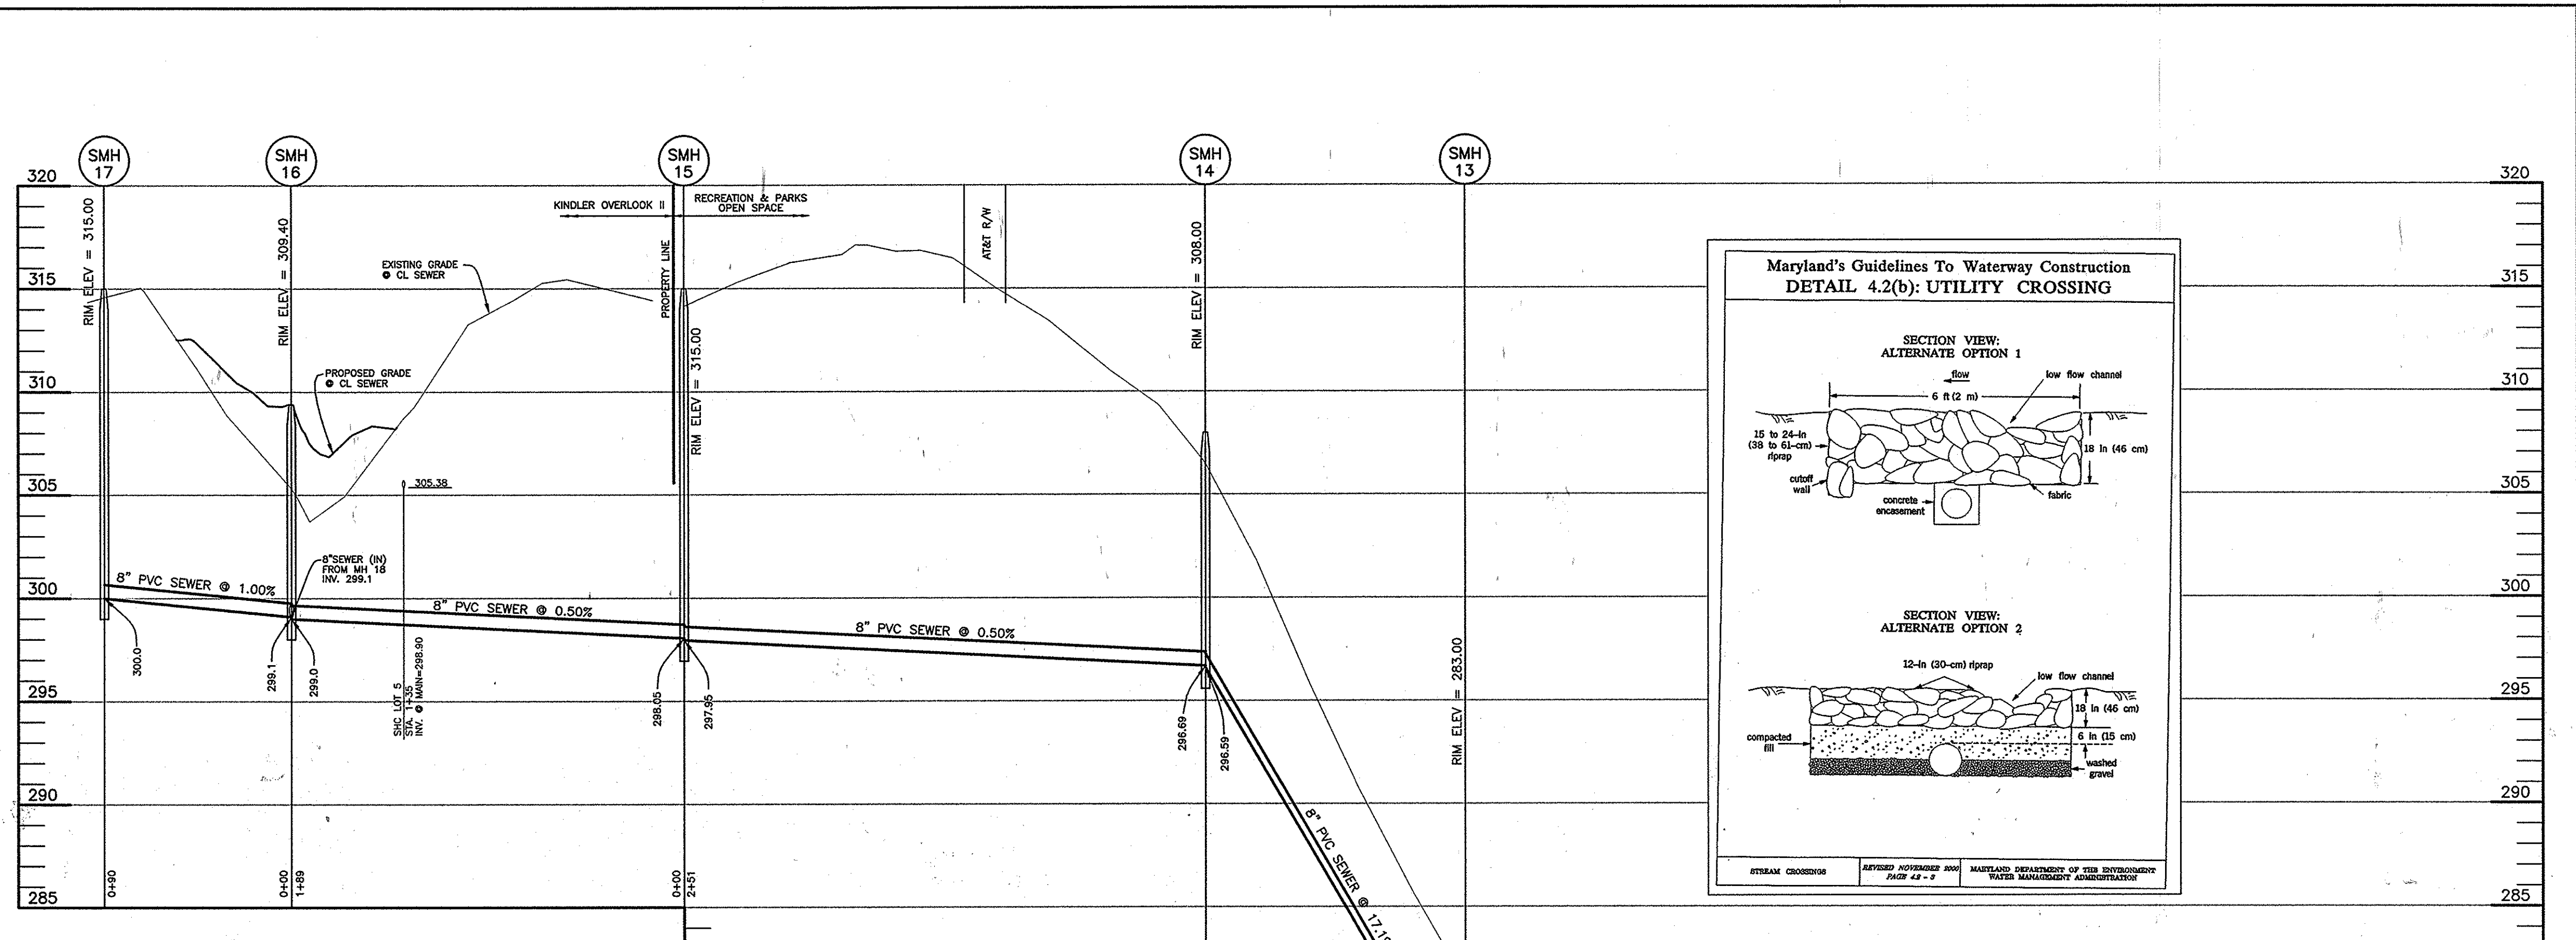 SMH
17
SMH
16
SMH
15
SMH
14
SMH
13
320
320
RIM ELEV = 315.00
RIM ELEV = 309.40
KINDLER OVERLOOK II
RECREATION & PARKS
OPEN SPACE
PROPERTY LINE
AT&T R/W
RIM ELEV = 308.00
EXISTING GRADE
@ CL SEWER
315
315
RIM ELEV = 315.00
PROPOSED GRADE
@ CL SEWER
310
310
305
305
305.38
8"SEWER (IN)
FROM MH 18
INV. 299.1
8" PVC SEWER @ 1.00%
8" PVC SEWER @ 0.50%
8" PVC SEWER @ 0.50%
300
300
300.0
299.1
299.0
SHC LOT 5
STA. 1+35
INV. @ MAIN=298.90
298.05
297.95
296.69
296.59
RIM ELEV = 283.00
295
295
290
290
8" PVC SEWER @
0+90
0+00
1+89
0+00
2+51
285
285
Maryland's Guidelines To Waterway Construction
DETAIL 4.2(b): UTILITY CROSSING
SECTION VIEW:
ALTERNATE OPTION 1
flow
low flow channel
6 ft (2 m)
15 to 24-in
(38 to 61-cm)
riprap
18 in (46 cm)
cutoff
wall
fabric
concrete
encasement
SECTION VIEW:
ALTERNATE OPTION 2
12-in (30-cm) riprap
low flow channel
18 in (46 cm)
compacted
fill
6 in (15 cm)
washed
gravel
STREAM CROSSINGS
REVISED NOVEMBER 2000
PAGE 4.2 - 3
MARYLAND DEPARTMENT OF THE ENVIRONMENT
WATER MANAGEMENT ADMINISTRATION